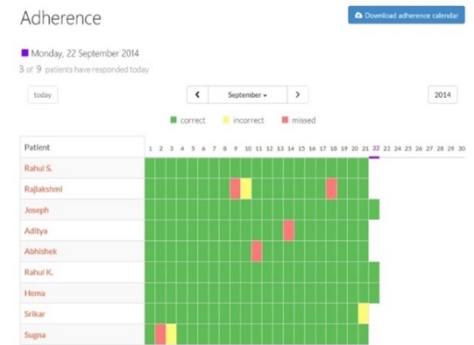 Adherence
Download adherence calendar
Monday, 22 September 2014
3 of 9 patients have responded today
today
September
2014
correct incorrect missed
Patient 1 2 3 4 5 6 7 8 9 10 11 12 13 14 15 16 17 18 19 20 21 22 23 24 25 26 27 28 29 30
Rahul S.
Rajlakshmi
Joseph
Aditya
Abhishek
Rahul K.
Hema
Srikar
Sugna